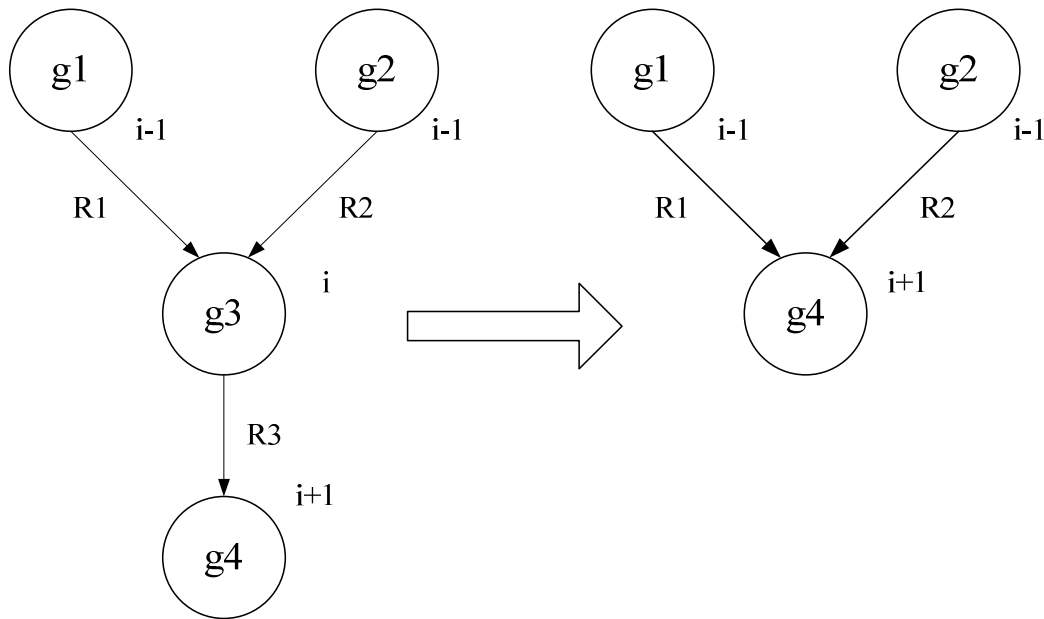 g1 g2 g1 g2
i-1 i-1 i-1 i-1
R1 R2 R1 R2
i i+1
g3 g4
R3
i+1
g4